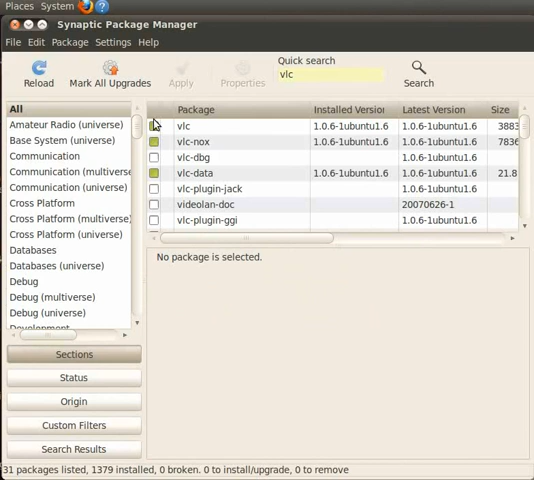 Places System
Synaptic Package Manager
File Edit Package Settings Help
Quick search
vlc
Reload Mark All Upgrades Apply Properties Search
All
Amateur Radio (universe)
Base System (universe)
Communication
Communication (multiverse
Communication (universe)
Cross Platform
Cross Platform (multiverse)
Cross Platform (universe)
Databases
Databases (universe)
Debug
Debug (multiverse)
Debug (universe)
Development
Package Installed Version Latest Version Size
vlc 1.0.6-1ubuntu1.6 1.0.6-1ubuntu1.6 3883
vlc-nox 1.0.6-1ubuntu1.6 1.0.6-1ubuntu1.6 7836
vlc-dbg 1.0.6-1ubuntu1.6
vlc-data 1.0.6-1ubuntu1.6 1.0.6-1ubuntu1.6 21.8
vlc-plugin-jack 1.0.6-1ubuntu1.6
videolan-doc 20070626-1
vlc-plugin-ggi 1.0.6-1ubuntu1.6
No package is selected.
Sections
Status
Origin
Custom Filters
Search Results
31 packages listed, 1379 installed, 0 broken. 0 to install/upgrade, 0 to remove